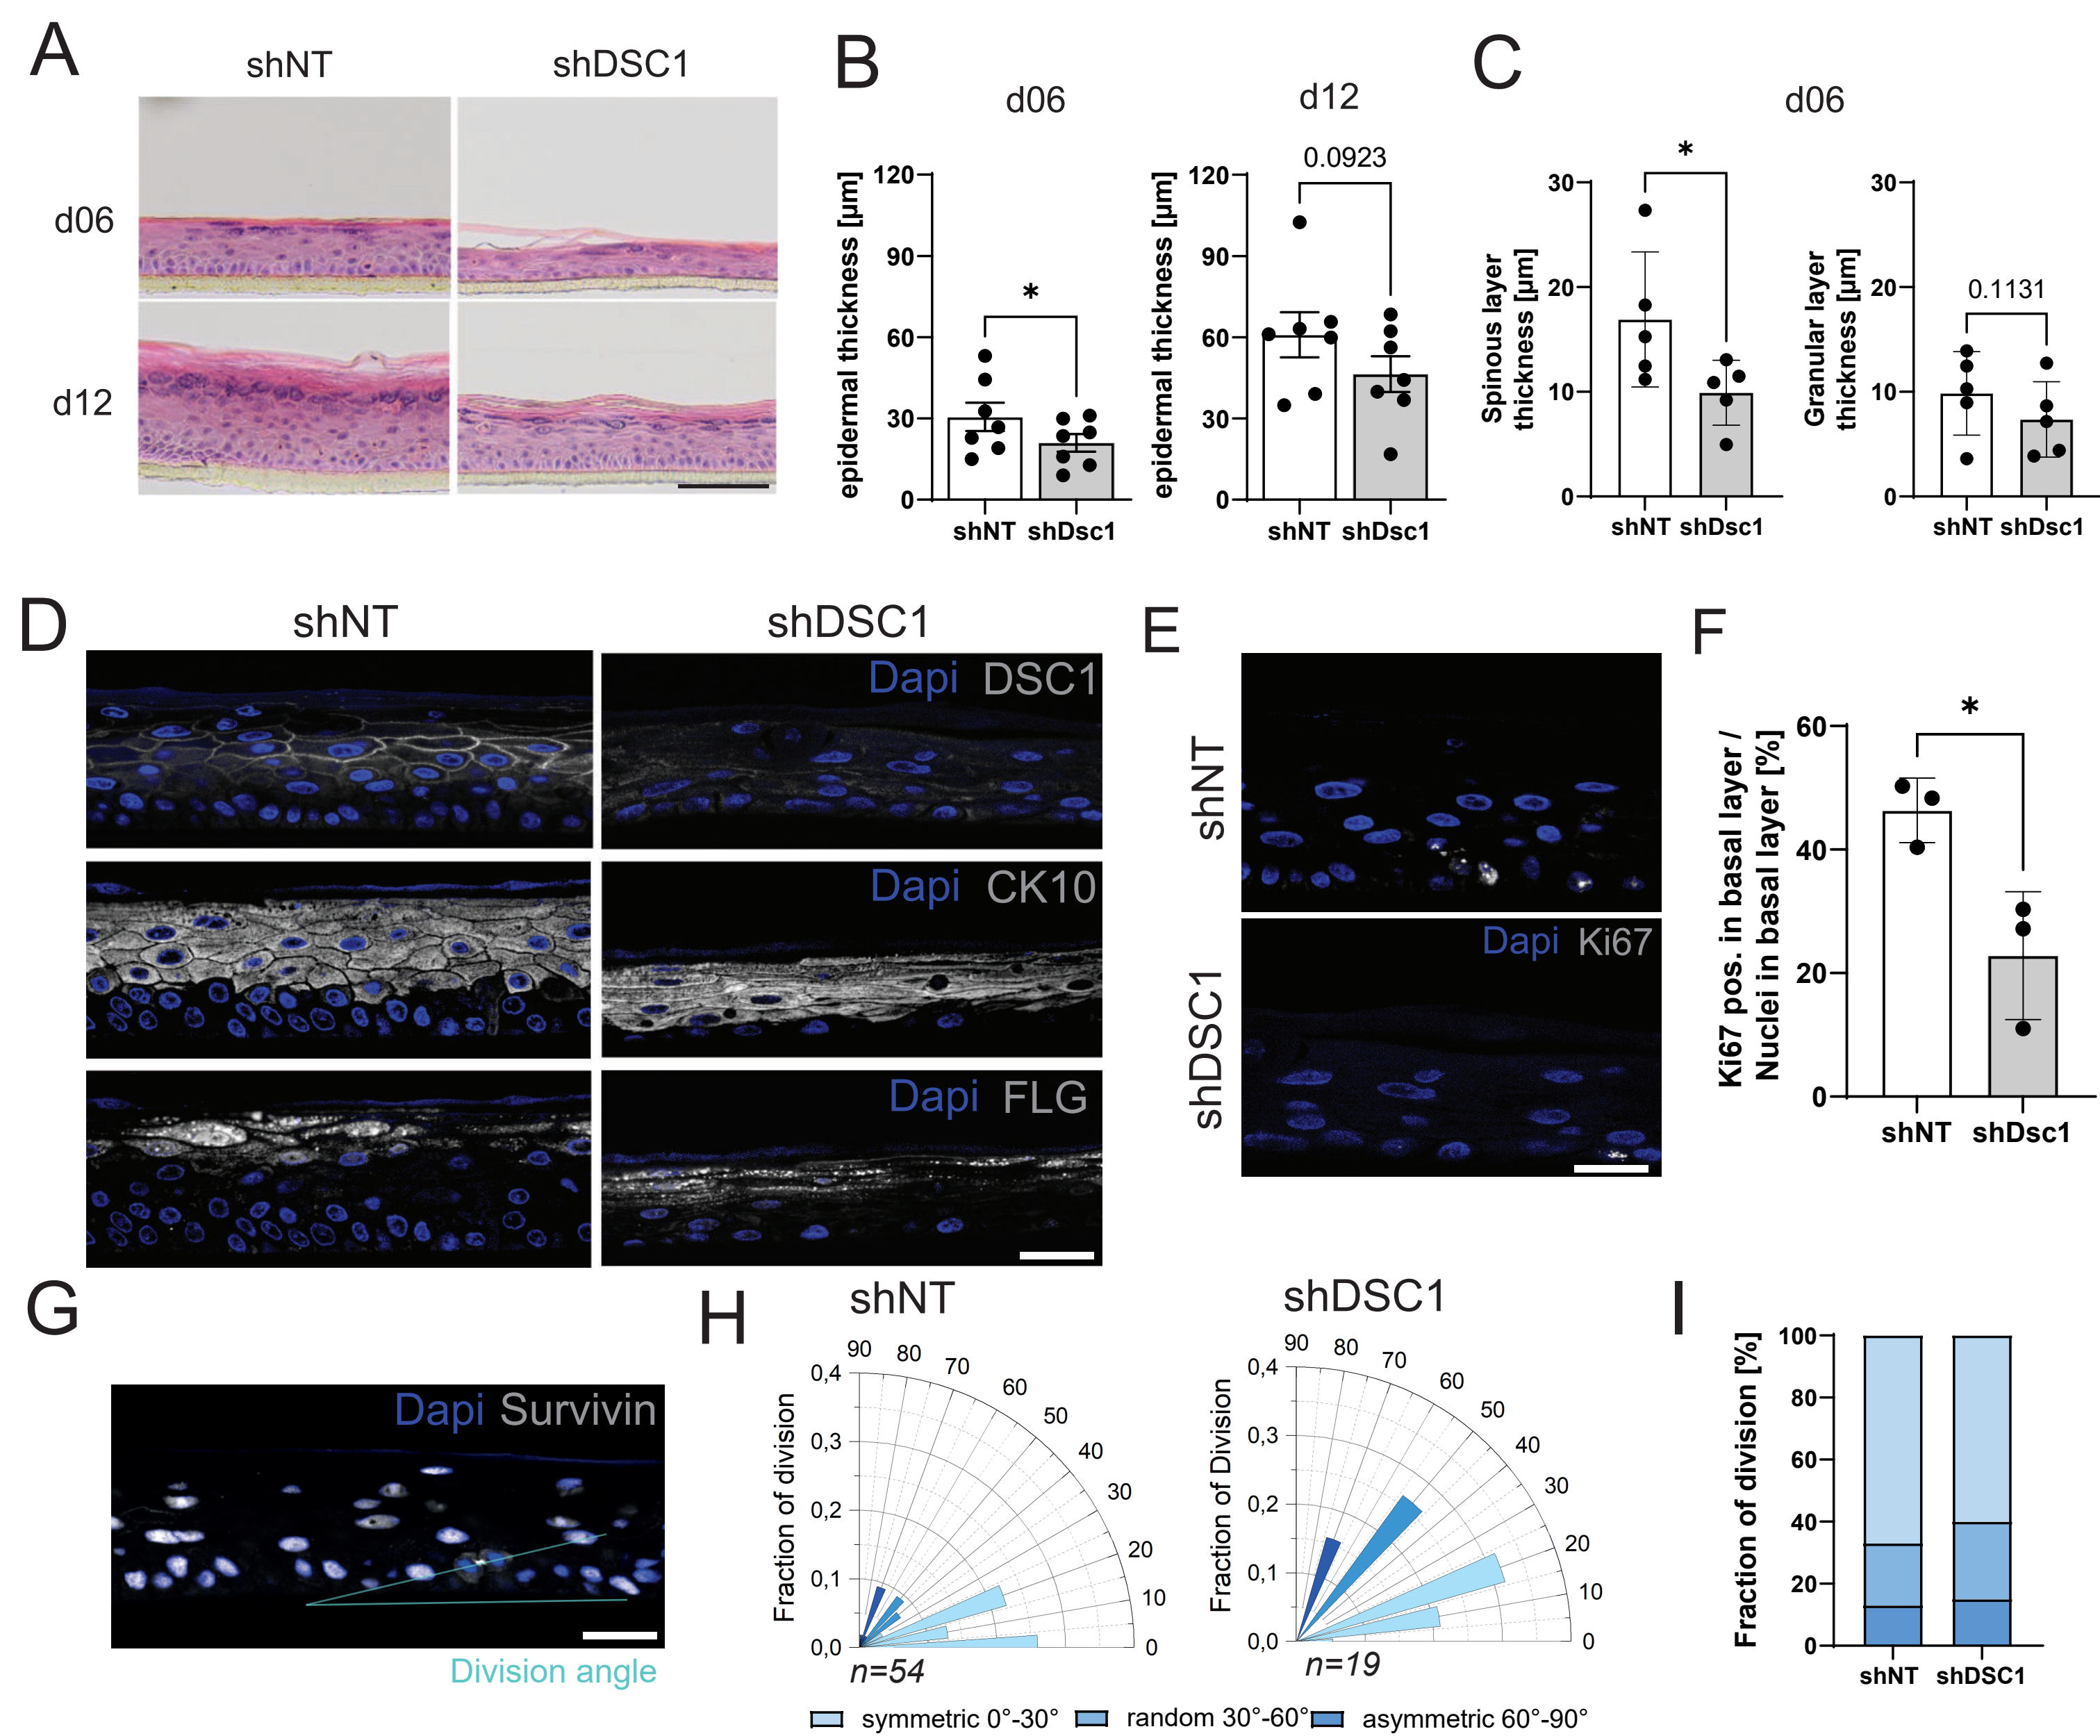 A
shNT
shDSC1
d06
d12
B
d06
epidermal thickness [µm]
120
90
60
30
0
*
shNT
shDsc1
d12
epidermal thickness [µm]
120
90
60
30
0
0.0923
shNT
shDsc1
C
d06
Spinous layer
thickness [µm]
30
20
10
0
*
shNT
shDsc1
Granular layer
thickness [µm]
30
20
10
0
0.1131
shNT
shDsc1
D
shNT
shDSC1
Dapi DSC1
Dapi CK10
Dapi FLG
E
shNT
shDSC1
Dapi Ki67
F
Ki67 pos. in basal layer /
Nuclei in basal layer [%]
60
40
20
0
*
shNT
shDsc1
G
Dapi Survivin
Division angle
H
shNT
Fraction of division
0,4
0,3
0,2
0,1
0,0
90
80
70
60
50
40
30
20
10
0
n=54
shDSC1
Fraction of Division
0,4
0,3
0,2
0,1
0,0
90
80
70
60
50
40
30
20
10
0
n=19
symmetric 0°-30°
random 30°-60°
asymmetric 60°-90°
I
Fraction of division [%]
100
80
60
40
20
0
shNT
shDSC1